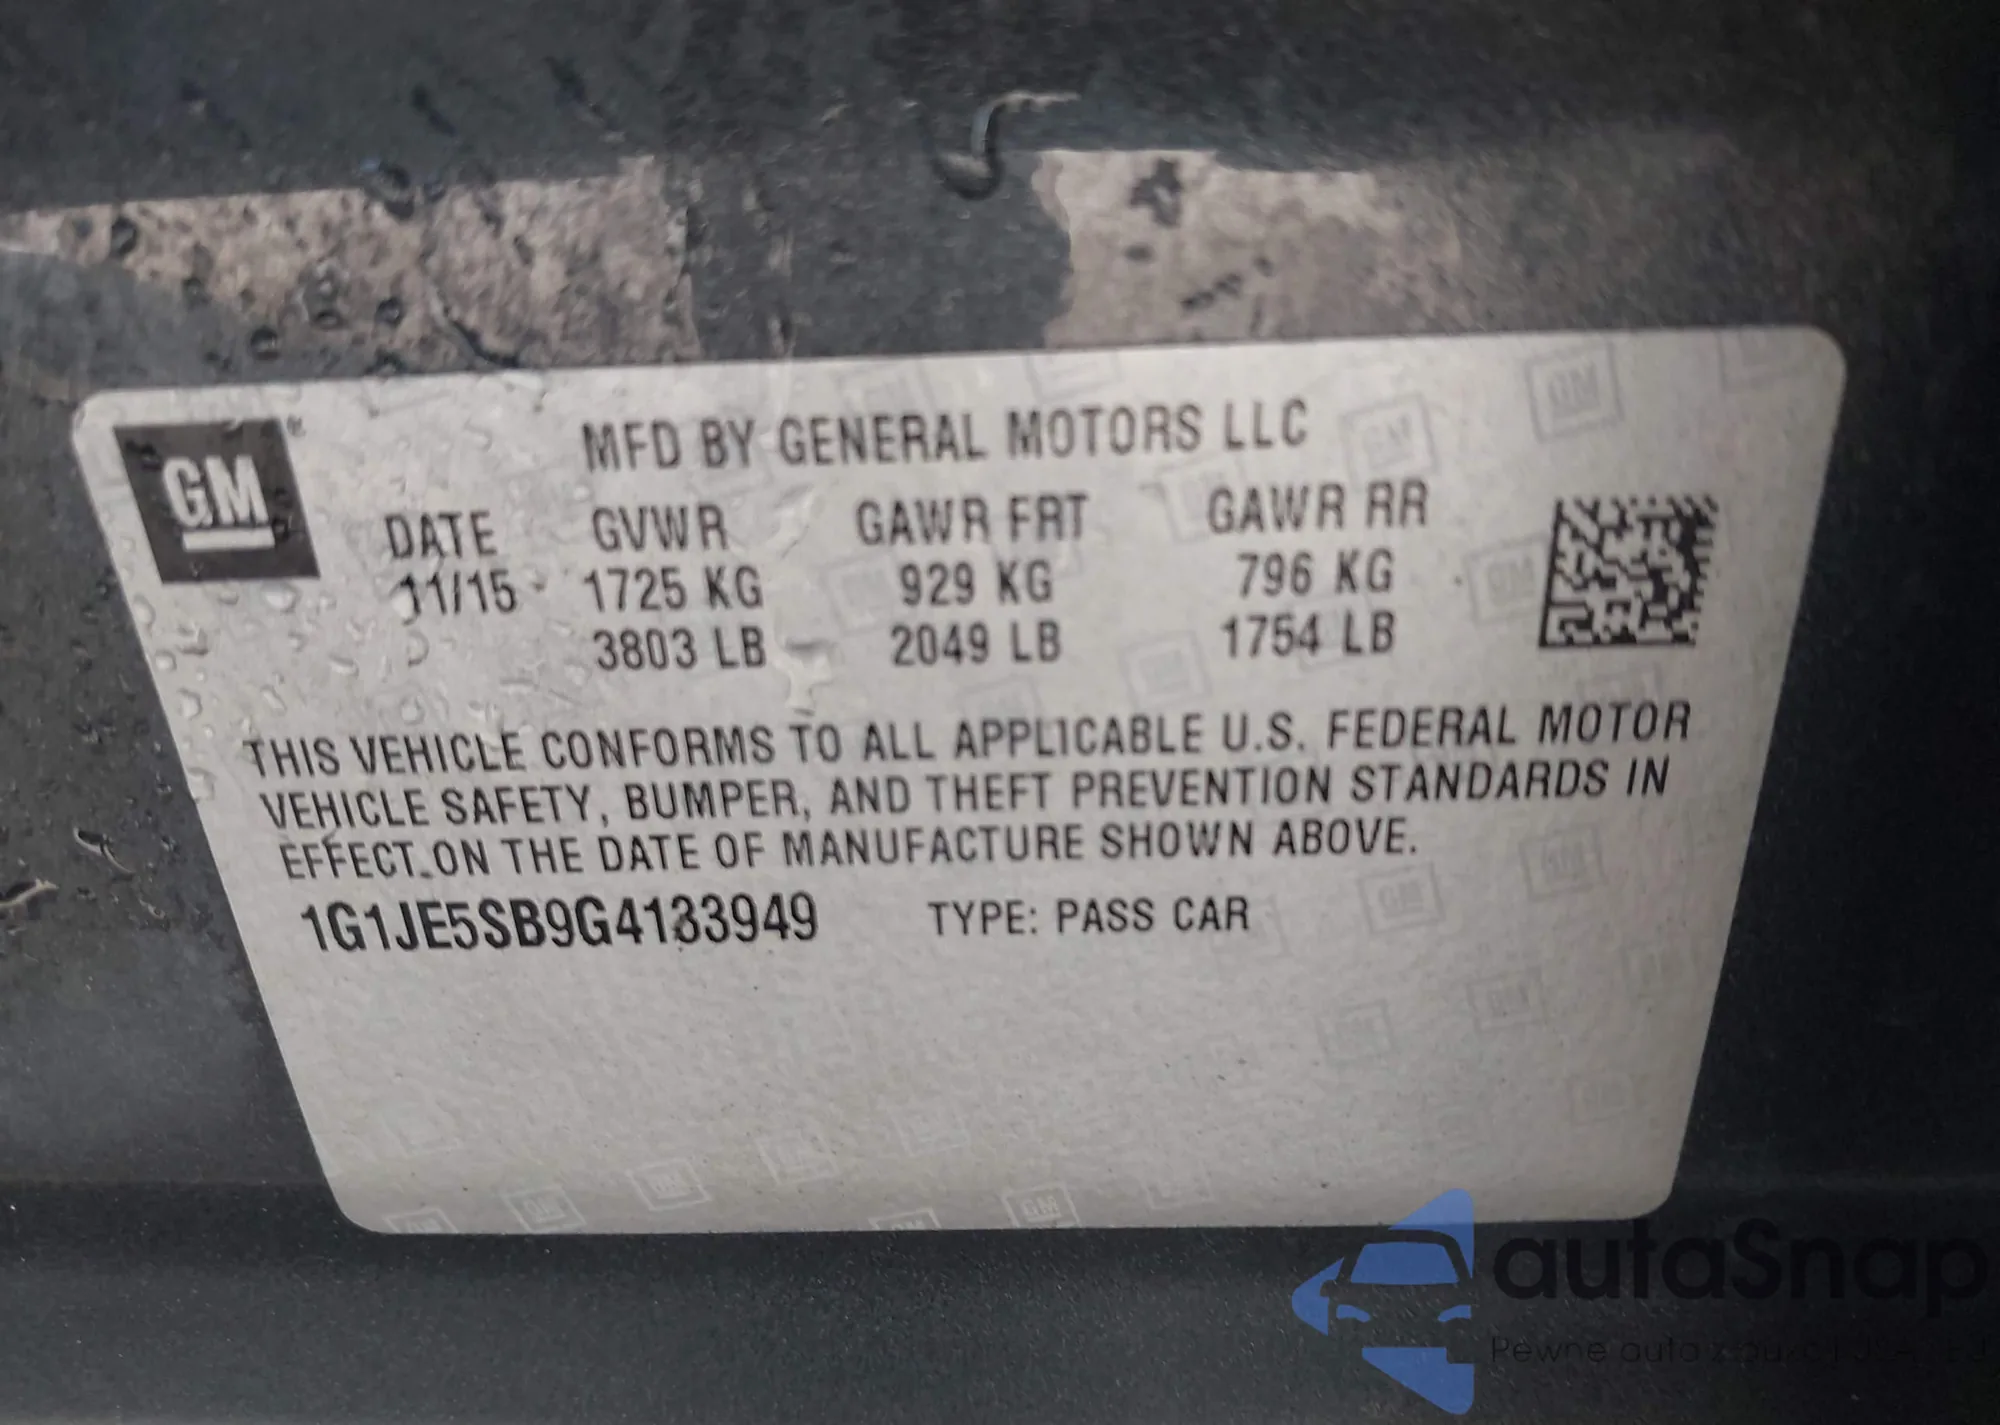 GM
MFD BY GENERAL MOTORS LLC
DATE GVWR GAWR FRT GAWR RR
11/15 1725 KG 929 KG 796 KG
3803 LB 2049 LB 1754 LB
THIS VEHICLE CONFORMS TO ALL APPLICABLE U.S. FEDERAL MOTOR
VEHICLE SAFETY, BUMPER, AND THEFT PREVENTION STANDARDS IN
EFFECT ON THE DATE OF MANUFACTURE SHOWN ABOVE.
1G1JE5SB9G4133949 TYPE: PASS CAR
autaSnap
Pewne auta z